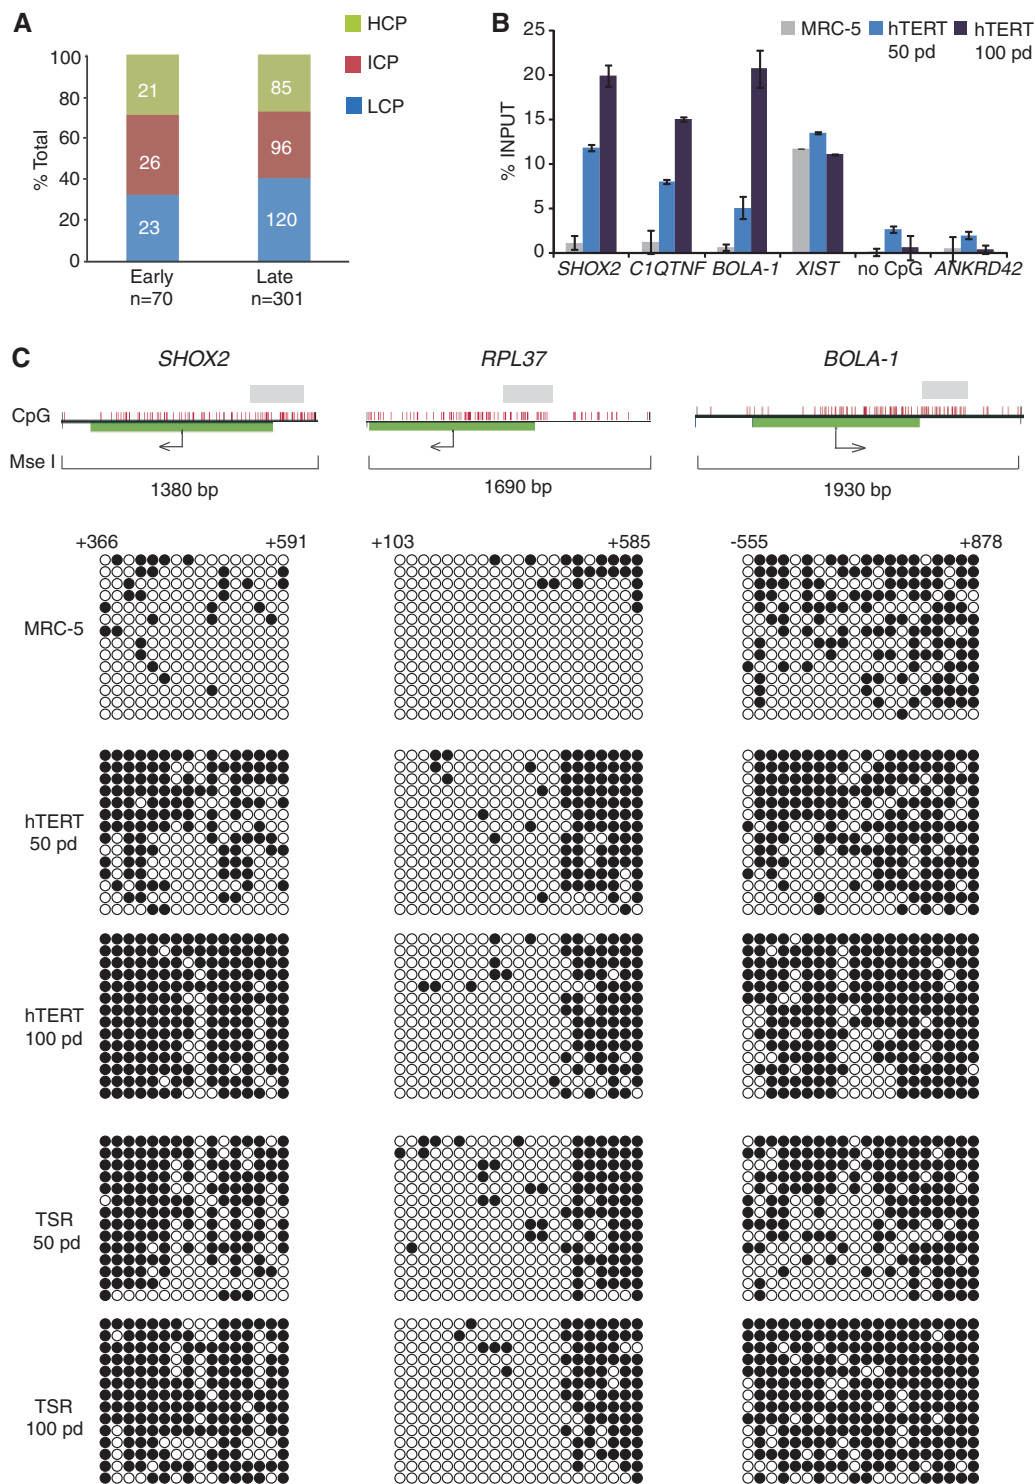 A
HCP
ICP
LCP
% Total
100
80
60
40
20
0
21
26
23
85
96
120
Early
n=70
Late
n=301
B
MRC-5
hTERT
50 pd
hTERT
100 pd
% INPUT
25
20
15
10
5
0
SHOX2
C1QTNF
BOLA-1
XIST
no CpG
ANKRD42
C
SHOX2
RPL37
BOLA-1
CpG
Mse I
1380 bp
1690 bp
1930 bp
+366
+591
+103
+585
-555
+878
MRC-5
hTERT
50 pd
hTERT
100 pd
TSR
50 pd
TSR
100 pd